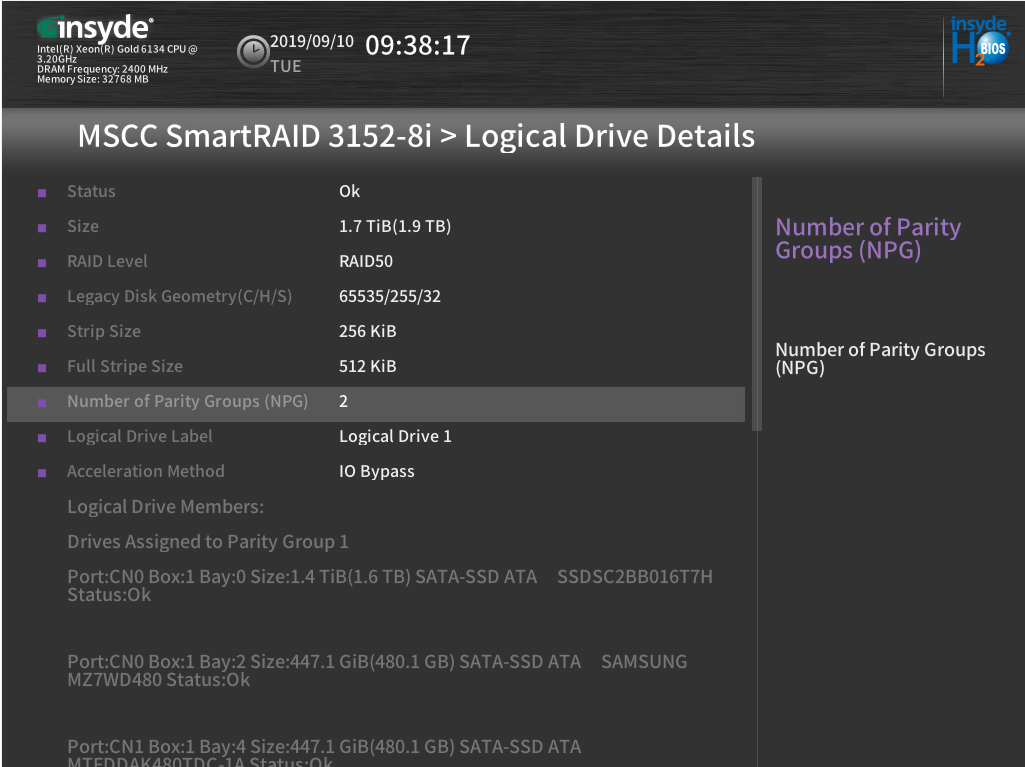 insyde
Intel(R) Xeon(R) Gold 6134 CPU @
3.20GHz
DRAM Frequency: 2400 MHz
Memory Size: 32768 MB
2019/09/10 09:38:17
TUE
insyde
H2
BIOS
MSCC SmartRAID 3152-8i > Logical Drive Details
Status Ok
Size 1.7 TiB(1.9 TB)
RAID Level RAID50
Legacy Disk Geometry(C/H/S) 65535/255/32
Strip Size 256 KiB
Full Stripe Size 512 KiB
Number of Parity Groups (NPG) 2
Logical Drive Label Logical Drive 1
Acceleration Method IO Bypass
Logical Drive Members:
Drives Assigned to Parity Group 1
Port:CN0 Box:1 Bay:0 Size:1.4 TiB(1.6 TB) SATA-SSD ATA SSDSC2BB016T7H
Status:Ok
Port:CN0 Box:1 Bay:2 Size:447.1 GiB(480.1 GB) SATA-SSD ATA SAMSUNG
MZ7WD480 Status:Ok
Port:CN1 Box:1 Bay:4 Size:447.1 GiB(480.1 GB) SATA-SSD ATA
MTFDDAK480TDC-1A Status:Ok
Number of Parity
Groups (NPG)
Number of Parity Groups
(NPG)